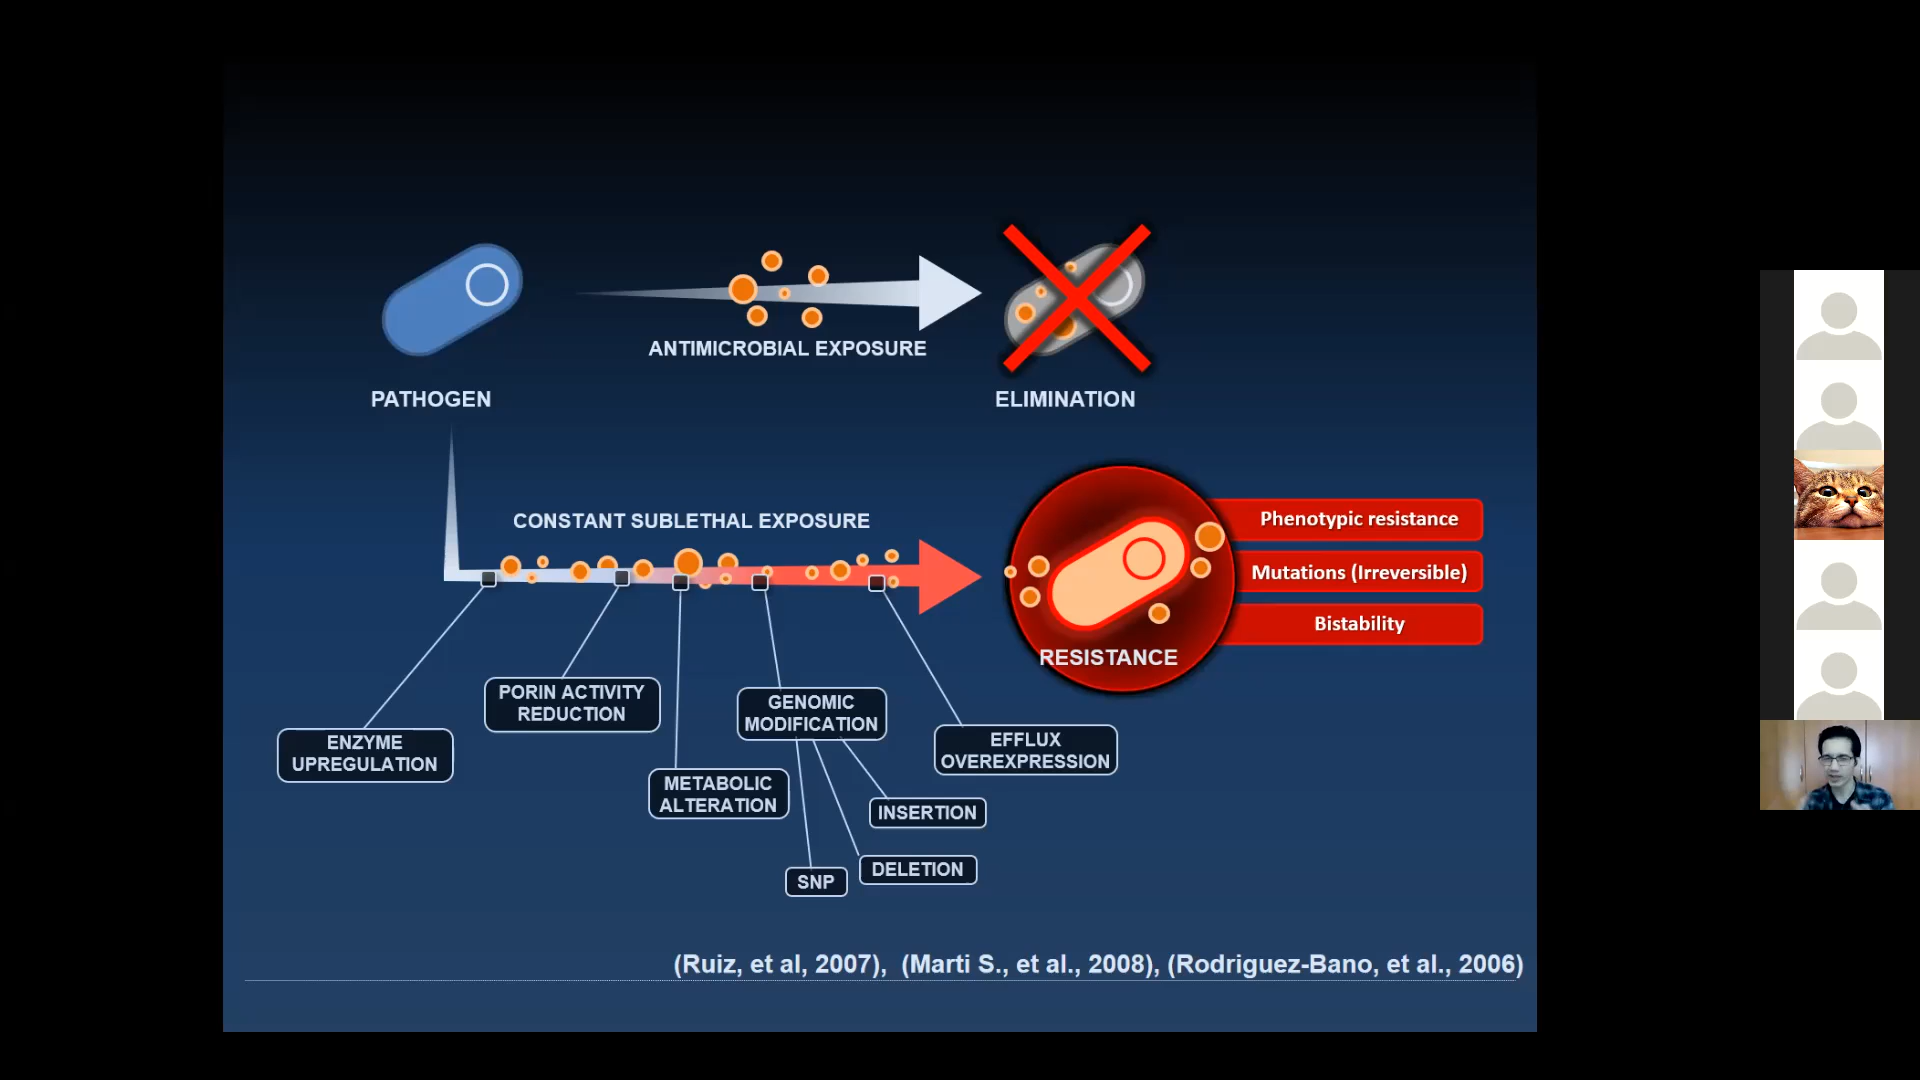 ANTIMICROBIAL EXPOSURE
PATHOGEN
ELIMINATION
CONSTANT SUBLETHAL EXPOSURE
Phenotypic resistance
Mutations (Irreversible)
Bistability
RESISTANCE
ENZYME
UPREGULATION
PORIN ACTIVITY
REDUCTION
METABOLIC
ALTERATION
GENOMIC
MODIFICATION
EFFLUX
OVEREXPRESSION
INSERTION
DELETION
SNP
(Ruiz, et al, 2007),  (Marti S., et al., 2008), (Rodriguez-Bano, et al., 2006)